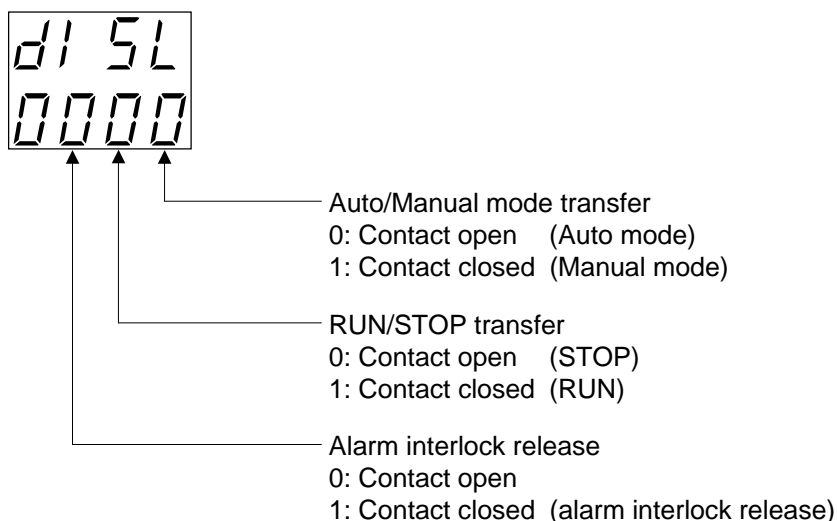 dI SL
0000
Auto/Manual mode transfer
0: Contact open (Auto mode)
1: Contact closed (Manual mode)
RUN/STOP transfer
0: Contact open (STOP)
1: Contact closed (RUN)
Alarm interlock release
0: Contact open
1: Contact closed (alarm interlock release)